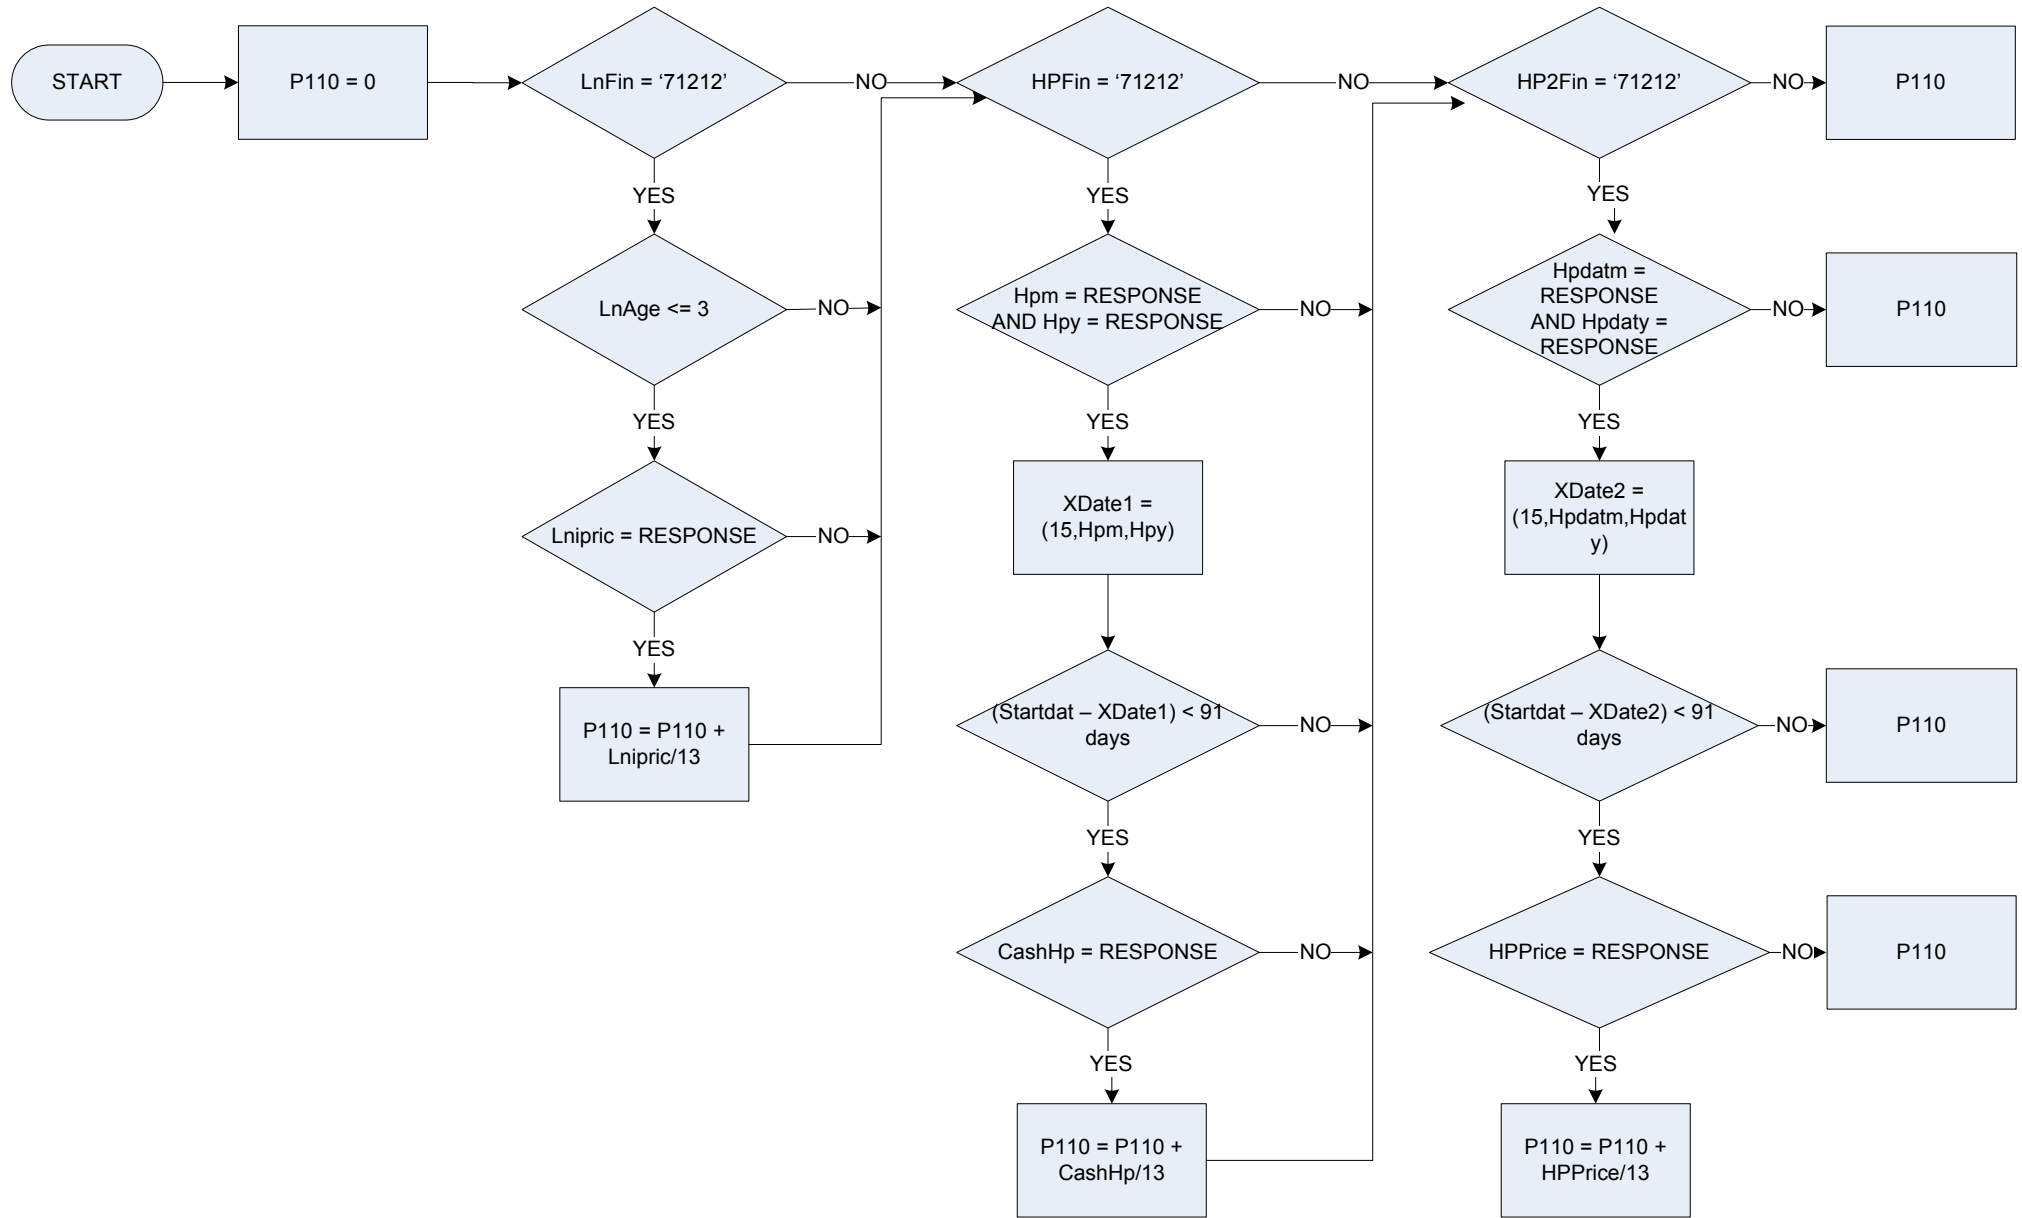 START
P110 = 0
LnFin = ‘71212’
NO
HPFin = ‘71212’
NO
HP2Fin = ‘71212’
NO
P110
YES
YES
YES
LnAge <= 3
NO
Hpm = RESPONSE
AND Hpy = RESPONSE
NO
Hpdatm =
RESPONSE
AND Hpdaty =
RESPONSE
NO
P110
YES
YES
YES
Lnipric = RESPONSE
NO
XDate1 =
(15,Hpm,Hpy)
XDate2 =
(15,Hpdatm,Hpdat
y)
YES
P110 = P110 +
Lnipric/13
(Startdat – XDate1) < 91
days
NO
(Startdat – XDate2) < 91
days
NO
P110
YES
YES
CashHp = RESPONSE
NO
HPPrice = RESPONSE
NO
P110
YES
YES
P110 = P110 +
CashHp/13
P110 = P110 +
HPPrice/13